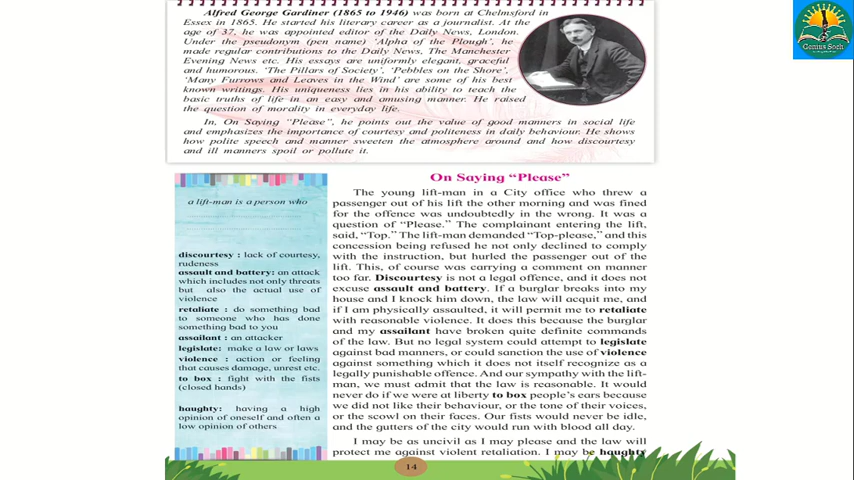 Alfred George Gardiner (1865 to 1946) was born at Chelmsford in
Essex in 1865. He started his literary career as a journalist. At the
age of 37, he was appointed editor of the Daily News, London.
Under the pseudonym (pen name) 'Alpha of the Plough', he
made regular contributions to the Daily News, The Manchester
Evening News etc. His essays are uniformly elegant, graceful
and humorous. 'The Pillars of Society', 'Pebbles on the Shore',
'Many Furrows and Leaves in the Wind' are some of his best
known writings. His uniqueness lies in his ability to teach the
basic truths of life in an easy and amusing manner. He raised
the question of morality in everyday life.
In, On Saying "Please", he points out the value of good manners in social life
and emphasizes the importance of courtesy and politeness in daily behaviour. He shows
how polite speech and manner sweeten the atmosphere around and how discourtesy
and ill manners spoil or pollute it.
Genius Soch
On Saying "Please"
a lift-man is a person who
discourtesy : lack of courtesy,
rudeness
assault and battery: an attack
which includes not only threats
but also the actual use of
violence
retaliate : do something bad
to someone who has done
something bad to you
assailant : an attacker
legislate: make a law or laws
violence : action or feeling
that causes damage, unrest etc.
to box : fight with the fists
(closed hands)
haughty: having a high
opinion of oneself and often a
low opinion of others
The young lift-man in a City office who threw a
passenger out of his lift the other morning and was fined
for the offence was undoubtedly in the wrong. It was a
question of "Please." The complainant entering the lift,
said, "Top." The lift-man demanded "Top-please," and this
concession being refused he not only declined to comply
with the instruction, but hurled the passenger out of the
lift. This, of course was carrying a comment on manner
too far. Discourtesy is not a legal offence, and it does not
excuse assault and battery. If a burglar breaks into my
house and I knock him down, the law will acquit me, and
if I am physically assaulted, it will permit me to retaliate
with reasonable violence. It does this because the burglar
and my assailant have broken quite definite commands
of the law. But no legal system could attempt to legislate
against bad manners, or could sanction the use of violence
against something which it does not itself recognize as a
legally punishable offence. And our sympathy with the lift-
man, we must admit that the law is reasonable. It would
never do if we were at liberty to box people's ears because
we did not like their behaviour, or the tone of their voices,
or the scowl on their faces. Our fists would never be idle,
and the gutters of the city would run with blood all day.
I may be as uncivil as I may please and the law will
protect me against violent retaliation. I may be haughty
14